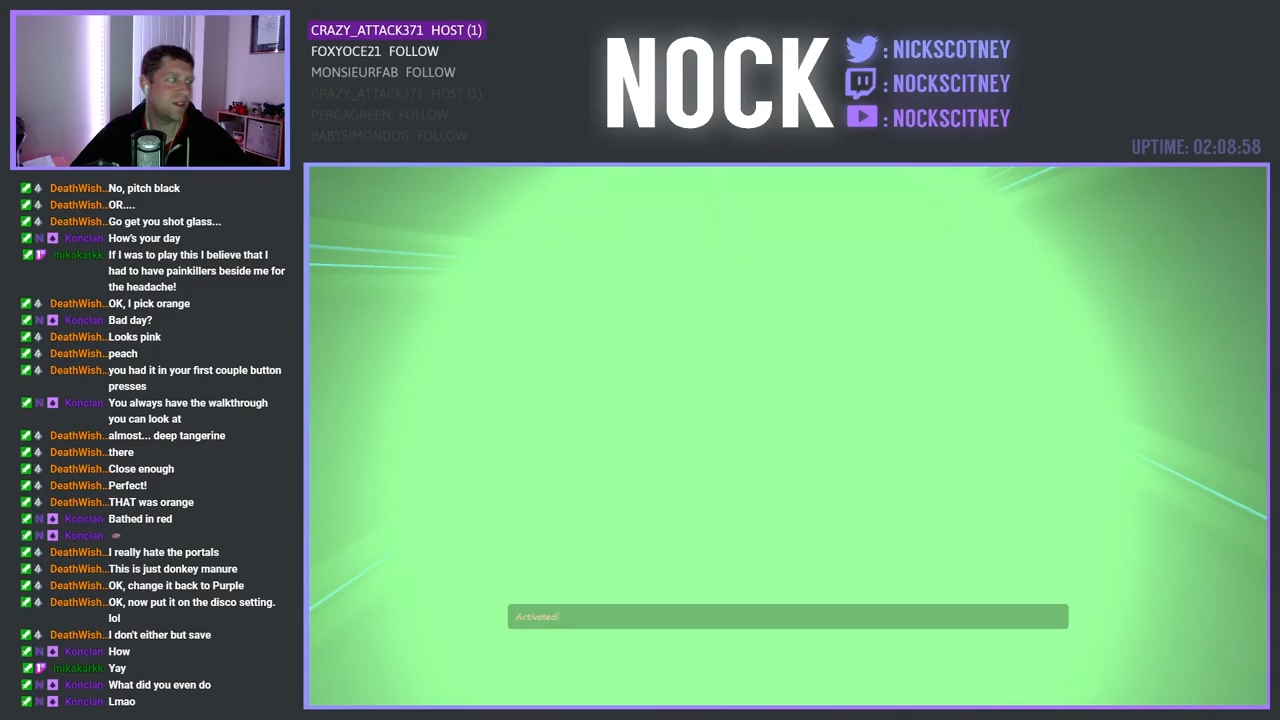 CRAZY_ATTACK371 HOST (1)
FOXYOCE21 FOLLOW
MONSIEURFAB FOLLOW
CRAZY_ATTACK371 HOST (1)
PERGAGREEN FOLLOW
BABYSIMONDOG FOLLOW
NOCK
: NICKSCOTNEY
: NOCKSCITNEY
: NOCKSCITNEY
UPTIME: 02:08:58
DeathWish... No, pitch black
DeathWish... OR....
DeathWish... Go get you shot glass...
Konclan How's your day
mikakarkk If I was to play this I believe that I
had to have painkillers beside me for
the headache!
DeathWish... OK, I pick orange
Konclan Bad day?
DeathWish... Looks pink
DeathWish... peach
DeathWish... you had it in your first couple button
presses
Konclan You always have the walkthrough
you can look at
DeathWish... almost... deep tangerine
DeathWish... there
DeathWish... Close enough
DeathWish... Perfect!
DeathWish... THAT was orange
Konclan Bathed in red
Konclan
DeathWish... I really hate the portals
DeathWish... This is just donkey manure
DeathWish... OK, change it back to Purple
DeathWish... OK, now put it on the disco setting.
lol
DeathWish... I don't either but save
Konclan How
mikakarkk Yay
Konclan What did you even do
Konclan Lmao
Activated!